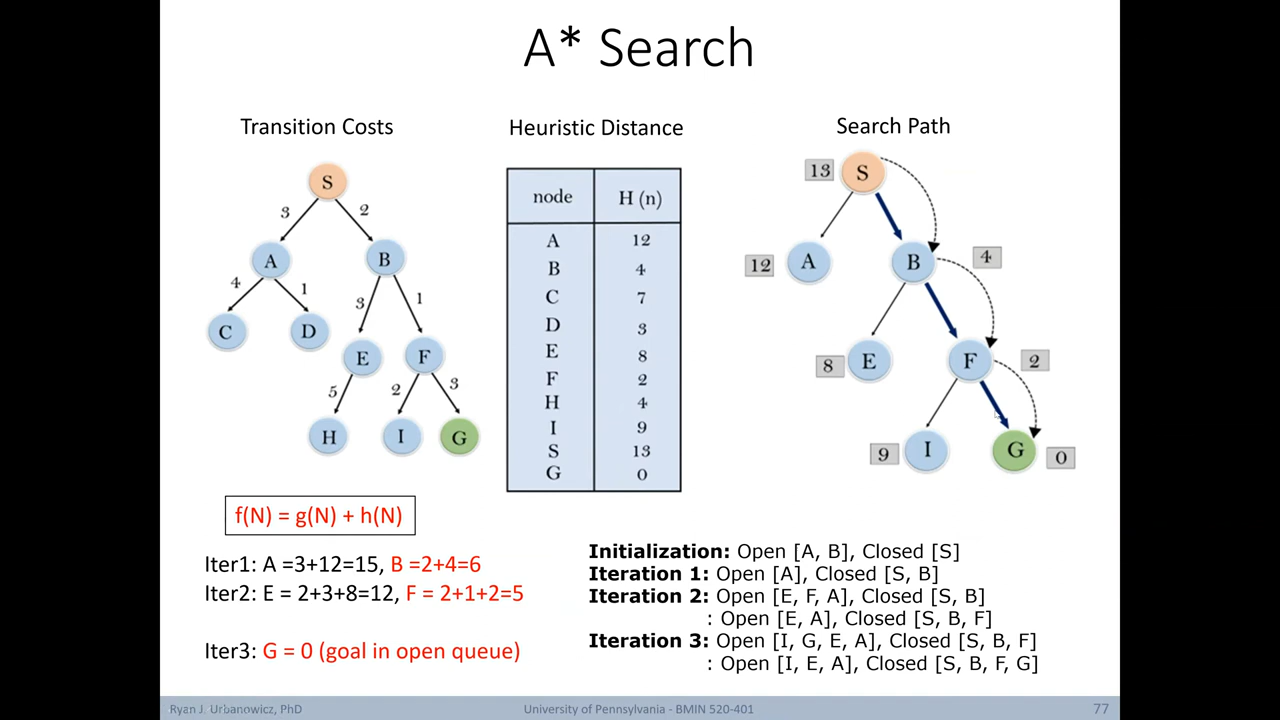 A* Search
Transition Costs
S
3
2
A
B
4
1
3
1
C
D
E
F
5
2
3
H
I
G
Heuristic Distance
node H (n)
A 12
B 4
C 7
D 3
E 8
F 2
H 4
I 9
S 13
G 0
Search Path
13
S
12
A
B
4
8
E
F
2
9
I
G
0
f(N) = g(N) + h(N)
Iter1: A =3+12=15, B =2+4=6
Iter2: E = 2+3+8=12, F = 2+1+2=5
Iter3: G = 0 (goal in open queue)
Initialization: Open [A, B], Closed [S]
Iteration 1: Open [A], Closed [S, B]
Iteration 2: Open [E, F, A], Closed [S, B]
: Open [E, A], Closed [S, B, F]
Iteration 3: Open [I, G, E, A], Closed [S, B, F]
: Open [I, E, A], Closed [S, B, F, G]
Ryan J. Urbanowicz, PhD
University of Pennsylvania - BMIN 520-401
77